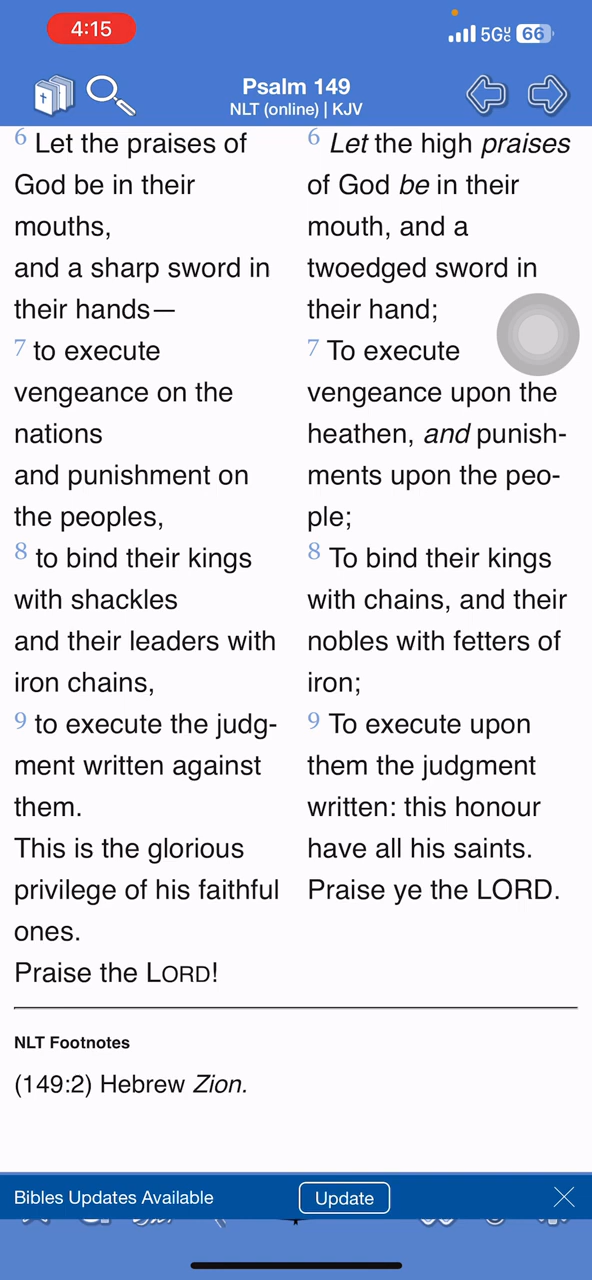 4:15
5G UC 66
Psalm 149
NLT (online) | KJV
6 Let the praises of
God be in their
mouths,
and a sharp sword in
their hands—
7 to execute
vengeance on the
nations
and punishment on
the peoples,
8 to bind their kings
with shackles
and their leaders with
iron chains,
9 to execute the judg-
ment written against
them.
This is the glorious
privilege of his faithful
ones.
Praise the LORD!
6 Let the high praises
of God be in their
mouth, and a
twoedged sword in
their hand;
7 To execute
vengeance upon the
heathen, and punish-
ments upon the peo-
ple;
8 To bind their kings
with chains, and their
nobles with fetters of
iron;
9 To execute upon
them the judgment
written: this honour
have all his saints.
Praise ye the LORD.
NLT Footnotes
(149:2) Hebrew Zion.
Bibles Updates Available
Update